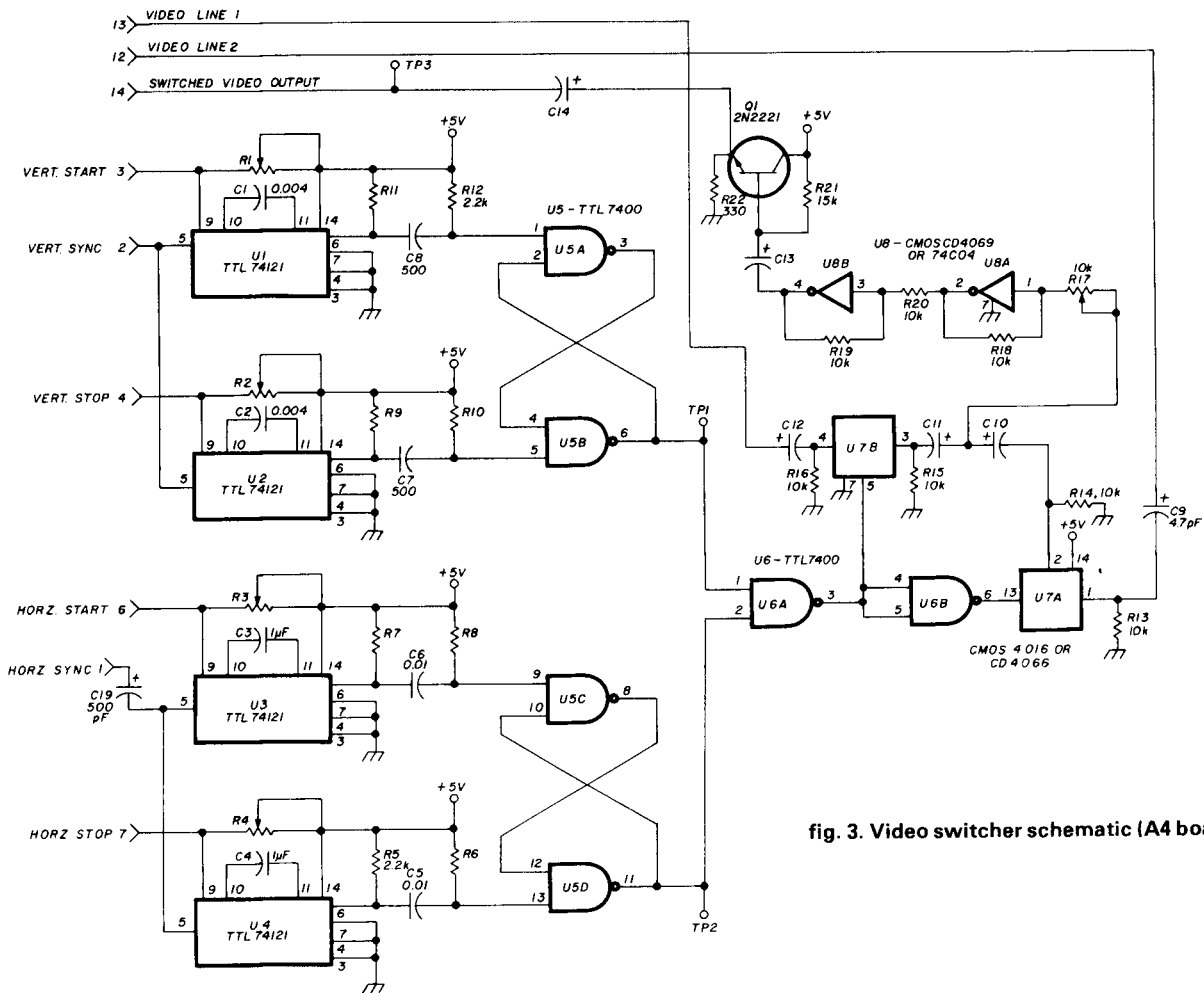 13 VIDEO LINE 1
12 VIDEO LINE 2
14 SWITCHED VIDEO OUTPUT
TP3
+
C14
Q1
2N2221
+5V
R22
330
R21
15k
+
C13
U8-CMOS CD4069
OR 74C04
U8B
4
3
R20
10k
U8A
2
1
7
10k
R17
R19
10k
R18
10k
VERT. START 3
R1
C1
0.004
9
10
11
14
+5V
R11
R12
2.2k
VERT. SYNC 2
5
U1
TTL 74121
6
7
4
3
C8
500
U5-TTL7400
1
2
U5A
3
VERT. STOP 4
R2
C2
0.004
9
10
11
14
+5V
R9
R10
5
U2
TTL 74121
6
7
4
3
C7
500
4
5
U5B
6
TP1
C12
+
4
U7B
3
C11
+
C10
+
R16
10k
7
5
R15
10k
R14, 10k
+5V
+
C9
4.7pF
HORZ. START 6
R3
C3
1µF
9
10
11
14
+5V
R7
R8
U6-TTL7400
1
2
U6A
3
4
5
U6B
6
13
U7A
2
14
1
R13
10k
CMOS 4016 OR
CD4066
HORZ SYNC 1
+
C19
500
pF
5
U3
TTL 74121
6
7
4
3
C6
0.01
9
10
U5C
8
HORZ STOP 7
R4
C4
1µF
9
10
11
14
+5V
R5
2.2k
R6
C5
0.01
5
U4
TTL 74121
6
7
4
3
12
13
U5D
11
TP2
fig. 3. Video switcher schematic (A4 boa